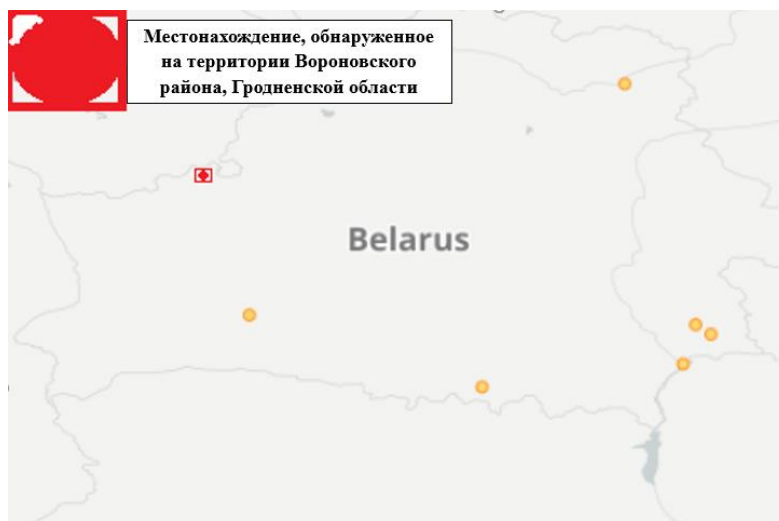 Местонахождение, обнаруженное
на территории Вороновского
района, Гродненской области
Belarus